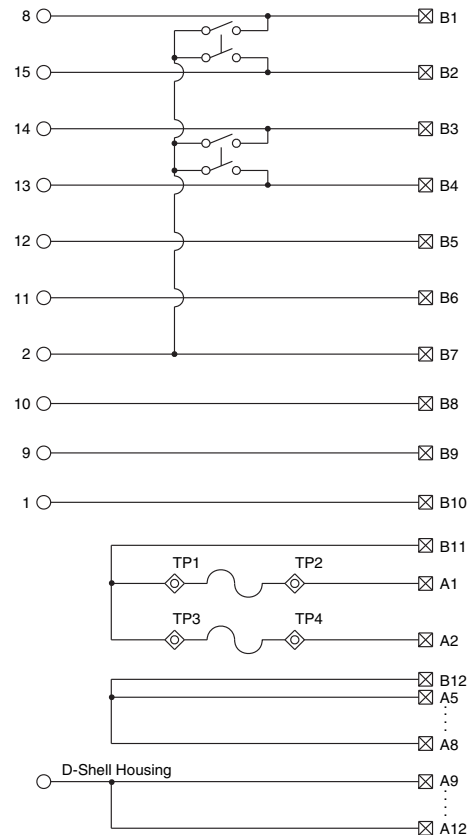 8 B1
15 B2
14 B3
13 B4
12 B5
11 B6
2 B7
10 B8
9 B9
1 B10
B11
TP1 TP2
A1
TP3 TP4
A2
B12
A5
A8
D-Shell Housing
A9
A12